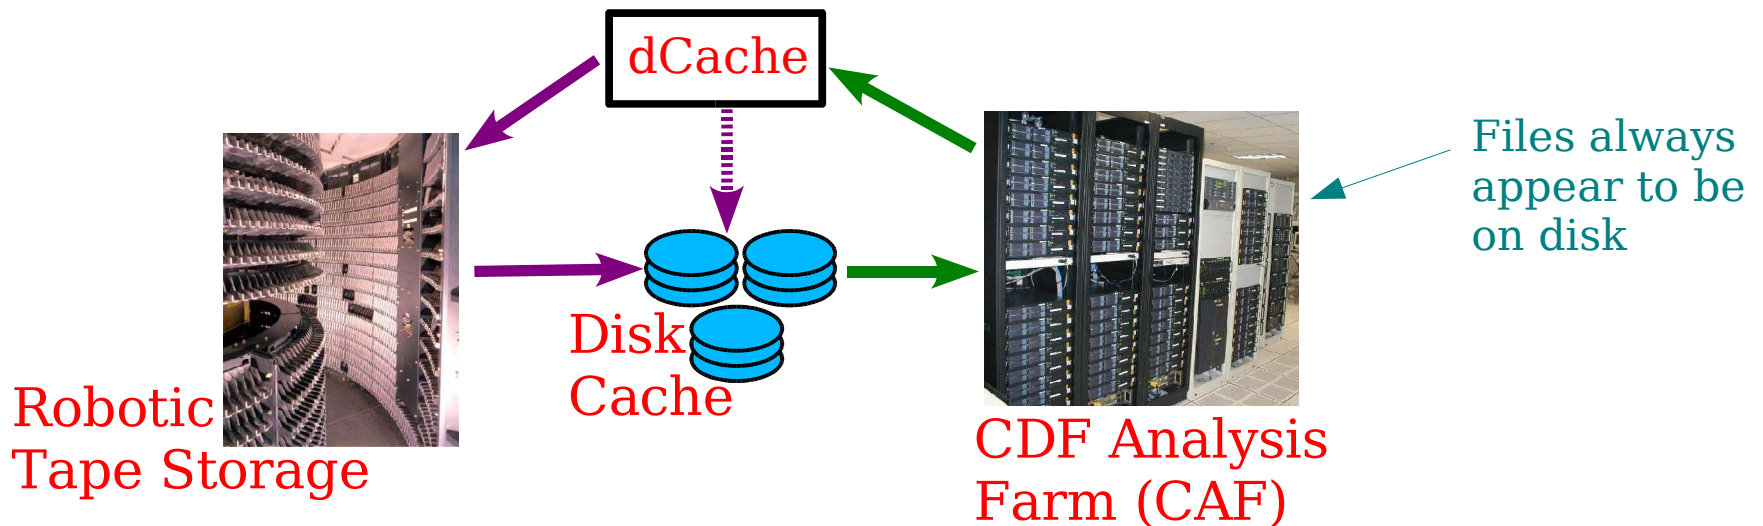 dCache
Files always
appear to be
on disk
Disk
Cache
Robotic
Tape Storage
CDF Analysis
Farm (CAF)